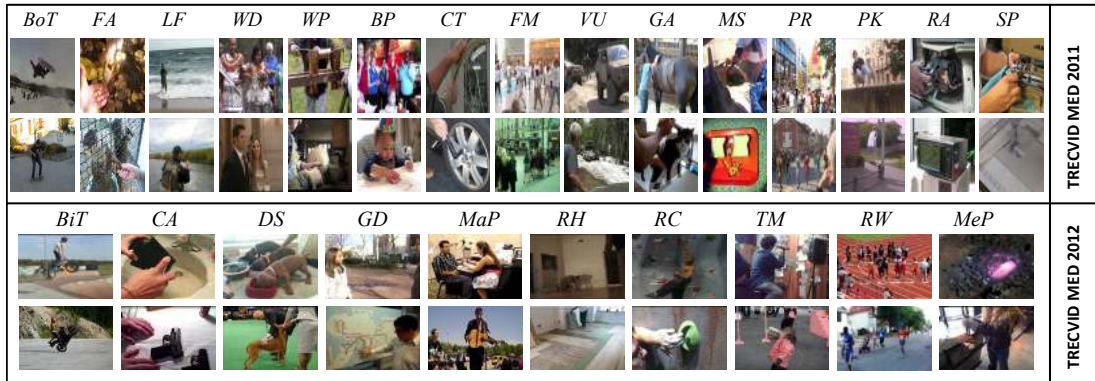 BoT FA LF WD WP BP CT FM VU GA MS PR PK RA SP
TRECVID MED 2011
BiT CA DS GD MaP RH RC TM RW MeP
TRECVID MED 2012